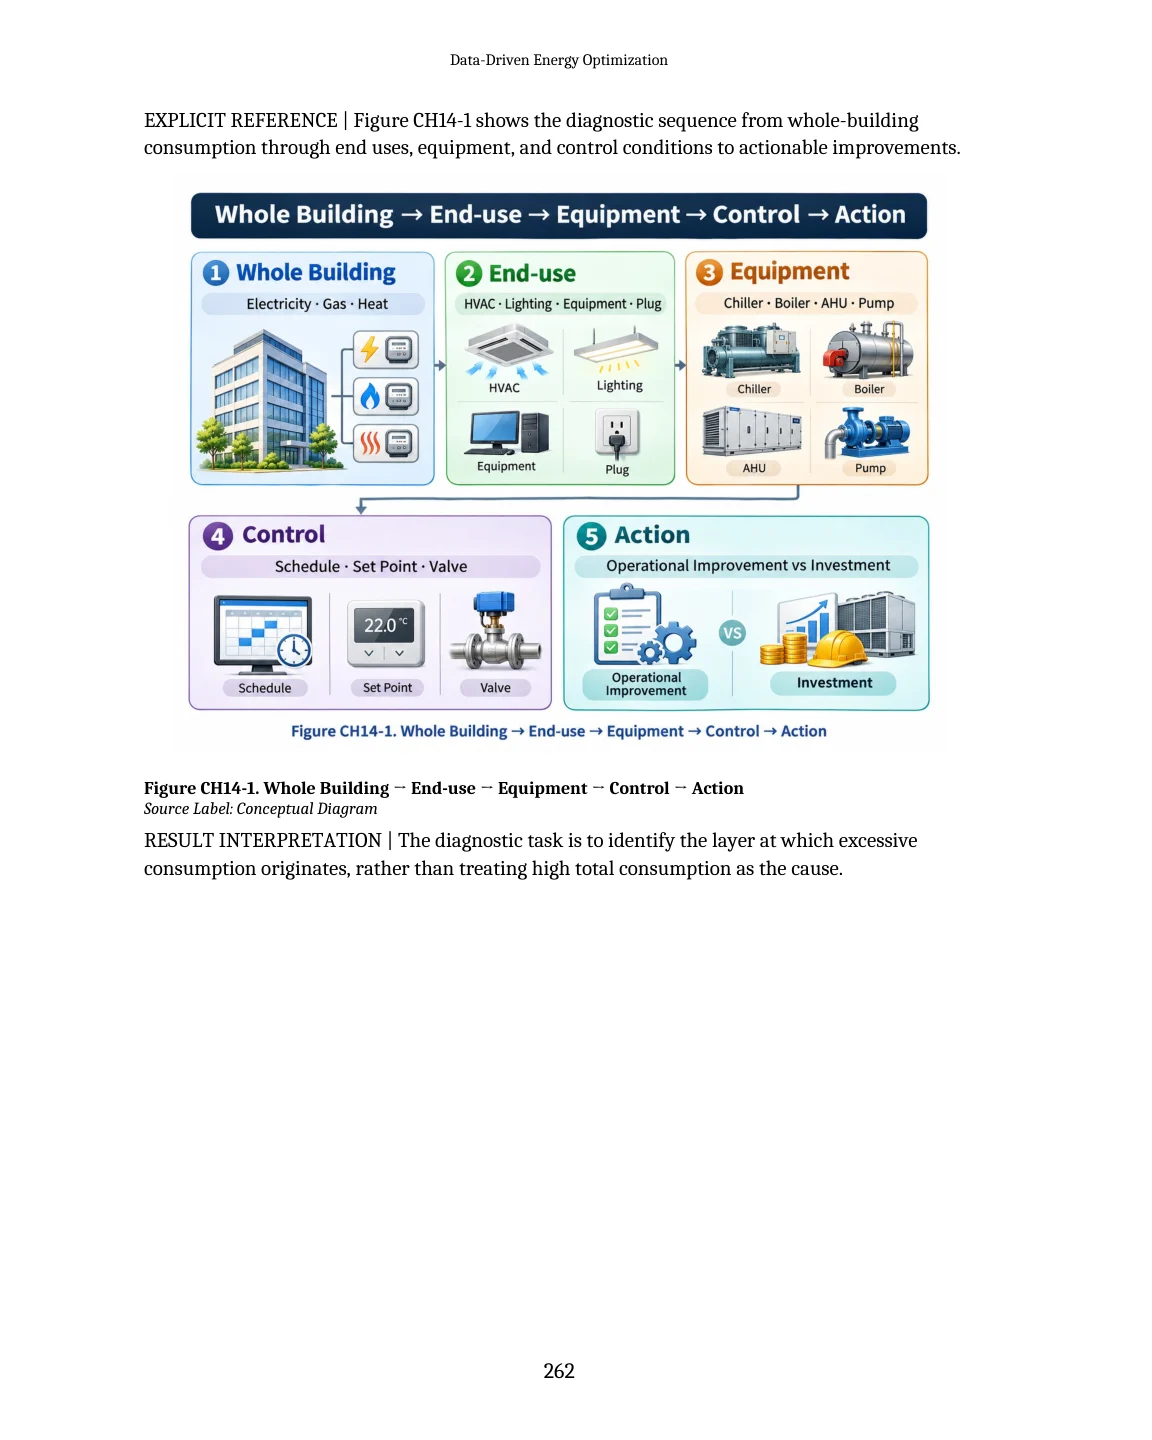 Data-Driven Energy Optimization
EXPLICIT REFERENCE | Figure CH14-1 shows the diagnostic sequence from whole-building
consumption through end uses, equipment, and control conditions to actionable improvements.
Whole Building → End-use → Equipment → Control → Action
1 Whole Building
Electricity · Gas · Heat
2 End-use
HVAC · Lighting · Equipment · Plug
HVAC
Lighting
Equipment
Plug
3 Equipment
Chiller · Boiler · AHU · Pump
Chiller
Boiler
AHU
Pump
4 Control
Schedule · Set Point · Valve
22.0 °C
Schedule
Set Point
Valve
5 Action
Operational Improvement vs Investment
VS
Operational
Improvement
Investment
Figure CH14-1. Whole Building → End-use → Equipment → Control → Action
Figure CH14-1. Whole Building → End-use → Equipment → Control → Action
Source Label: Conceptual Diagram
RESULT INTERPRETATION | The diagnostic task is to identify the layer at which excessive
consumption originates, rather than treating high total consumption as the cause.
262